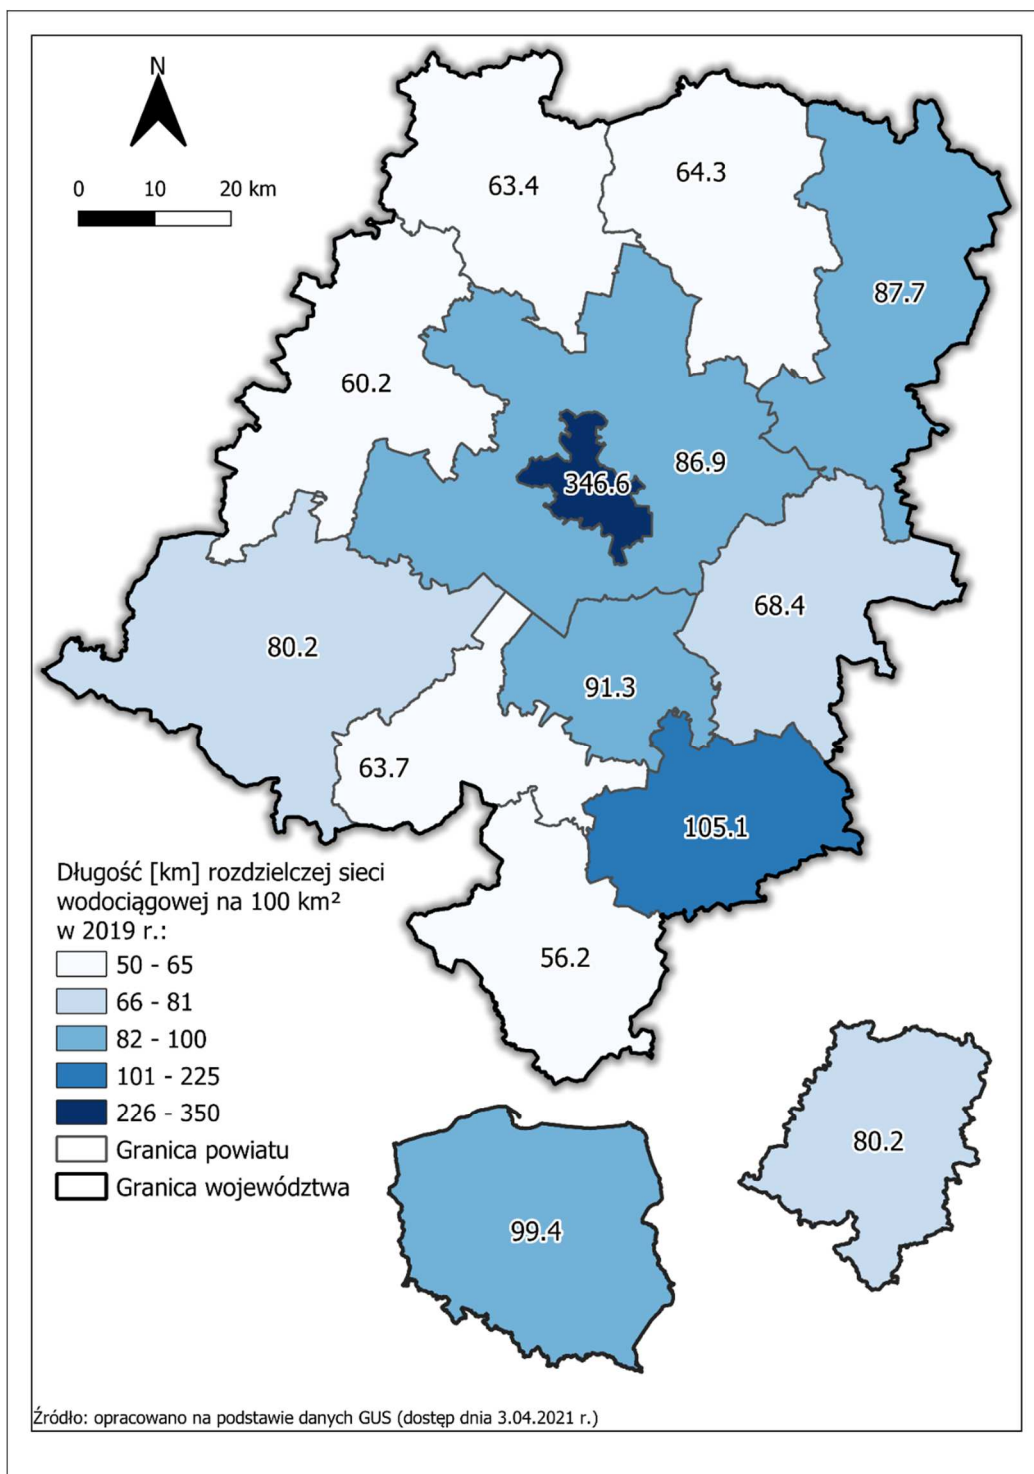 N
0 10 20 km
63.4
64.3
87.7
60.2
346.6
86.9
68.4
80.2
91.3
63.7
105.1
56.2
Długość [km] rozdzielczej sieci
wodociągowej na 100 km²
w 2019 r.:
50 - 65
66 - 81
82 - 100
101 - 225
226 - 350
Granica powiatu
Granica województwa
80.2
99.4
Źródło: opracowano na podstawie danych GUS (dostęp dnia 3.04.2021 r.)